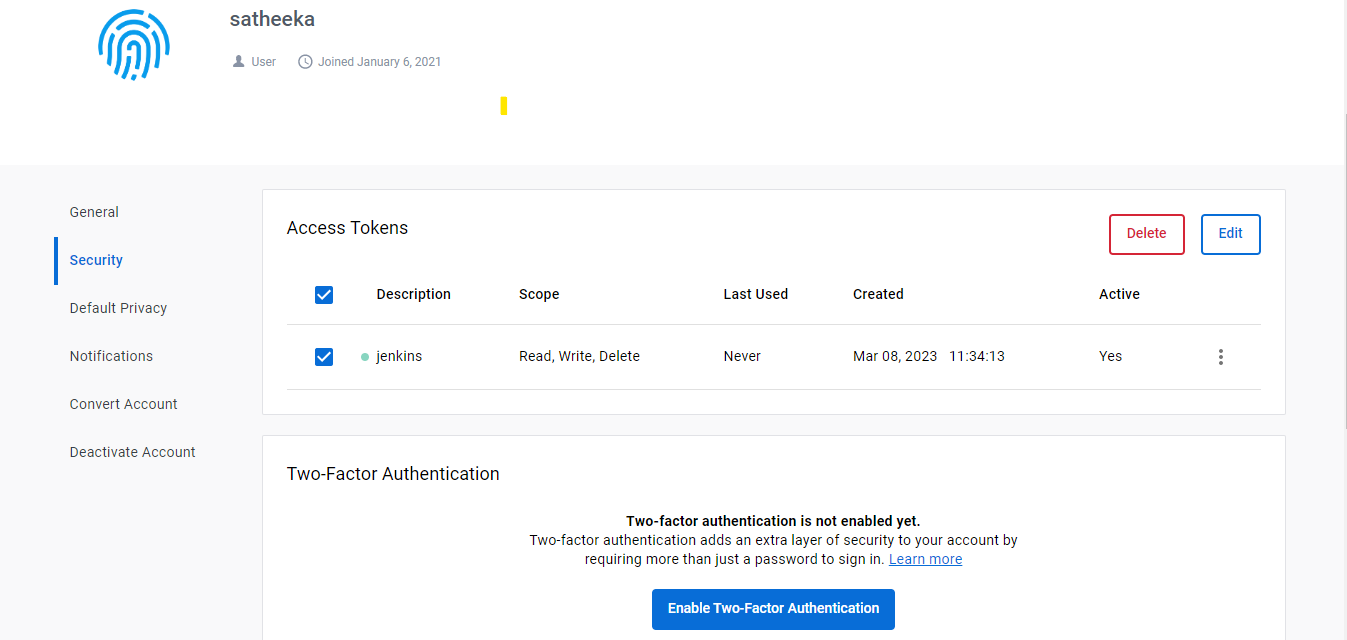 satheeka
User Joined January 6, 2021
General
Security
Default Privacy
Notifications
Convert Account
Deactivate Account
Access Tokens
Delete Edit
Description Scope Last Used Created Active
jenkins Read, Write, Delete Never Mar 08, 2023 11:34:13 Yes
Two-Factor Authentication
Two-factor authentication is not enabled yet.
Two-factor authentication adds an extra layer of security to your account by
requiring more than just a password to sign in. Learn more
Enable Two-Factor Authentication